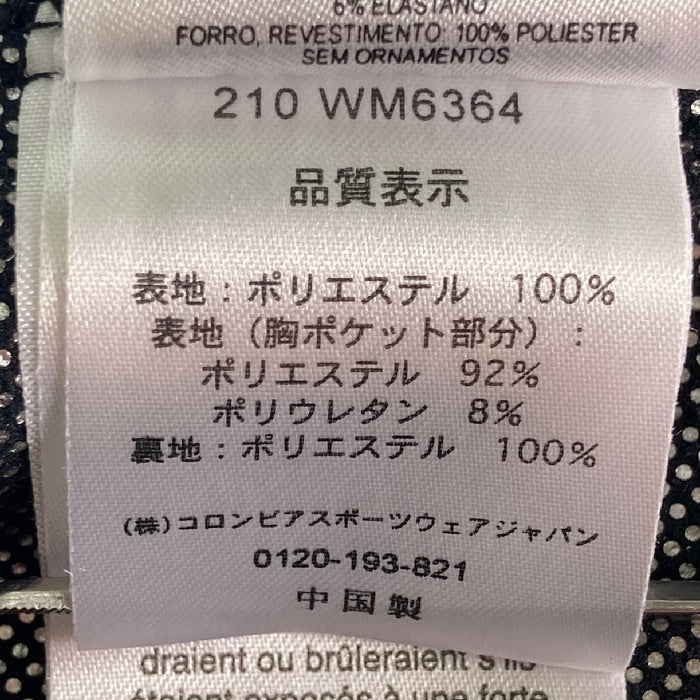 6% ELASTANO
FORRO, REVESTIMENTO: 100% POLIESTER
SEM ORNAMENTOS
210 WM6364
品質表示
表地：ポリエステル 100%
表地（胸ポケット部分）：
ポリエステル 92%
ポリウレタン 8%
裏地：ポリエステル 100%
(株)コロンビアスポーツウェアジャパン
0120-193-821
中国製
draient ou brûleraient s'ils
étaient exposés à une forte